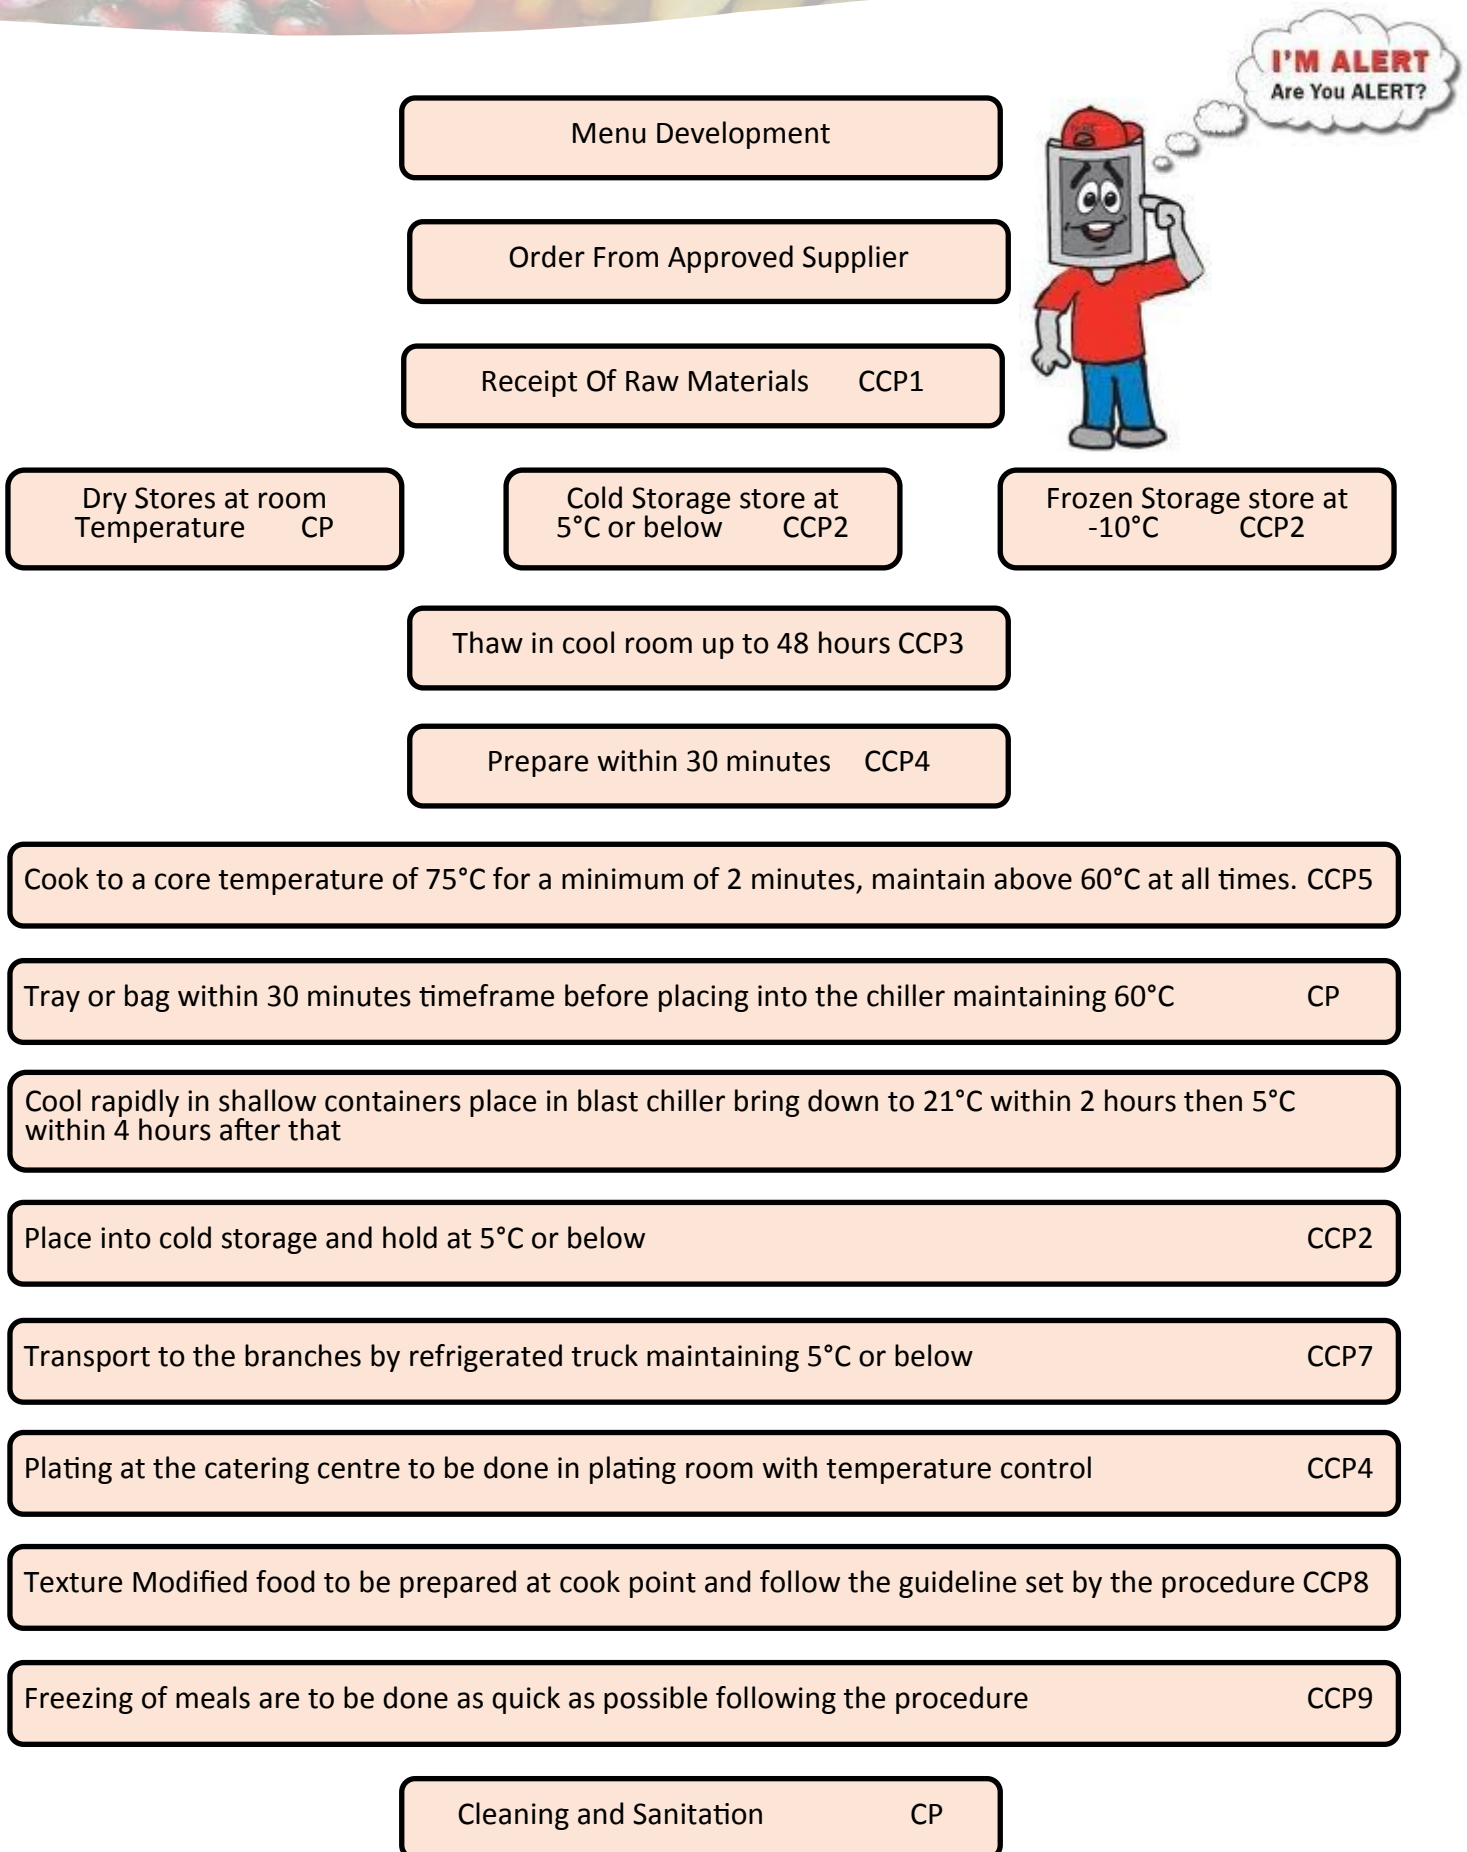 I'M ALERT
Are You ALERT?
Menu Development
Order From Approved Supplier
Receipt Of Raw Materials CCP1
Dry Stores at room
Temperature CP
Cold Storage store at
5°C or below CCP2
Frozen Storage store at
-10°C CCP2
Thaw in cool room up to 48 hours CCP3
Prepare within 30 minutes CCP4
Cook to a core temperature of 75°C for a minimum of 2 minutes, maintain above 60°C at all times. CCP5
Tray or bag within 30 minutes timeframe before placing into the chiller maintaining 60°C CP
Cool rapidly in shallow containers place in blast chiller bring down to 21°C within 2 hours then 5°C
within 4 hours after that
Place into cold storage and hold at 5°C or below CCP2
Transport to the branches by refrigerated truck maintaining 5°C or below CCP7
Plating at the catering centre to be done in plating room with temperature control CCP4
Texture Modified food to be prepared at cook point and follow the guideline set by the procedure CCP8
Freezing of meals are to be done as quick as possible following the procedure CCP9
Cleaning and Sanitation CP